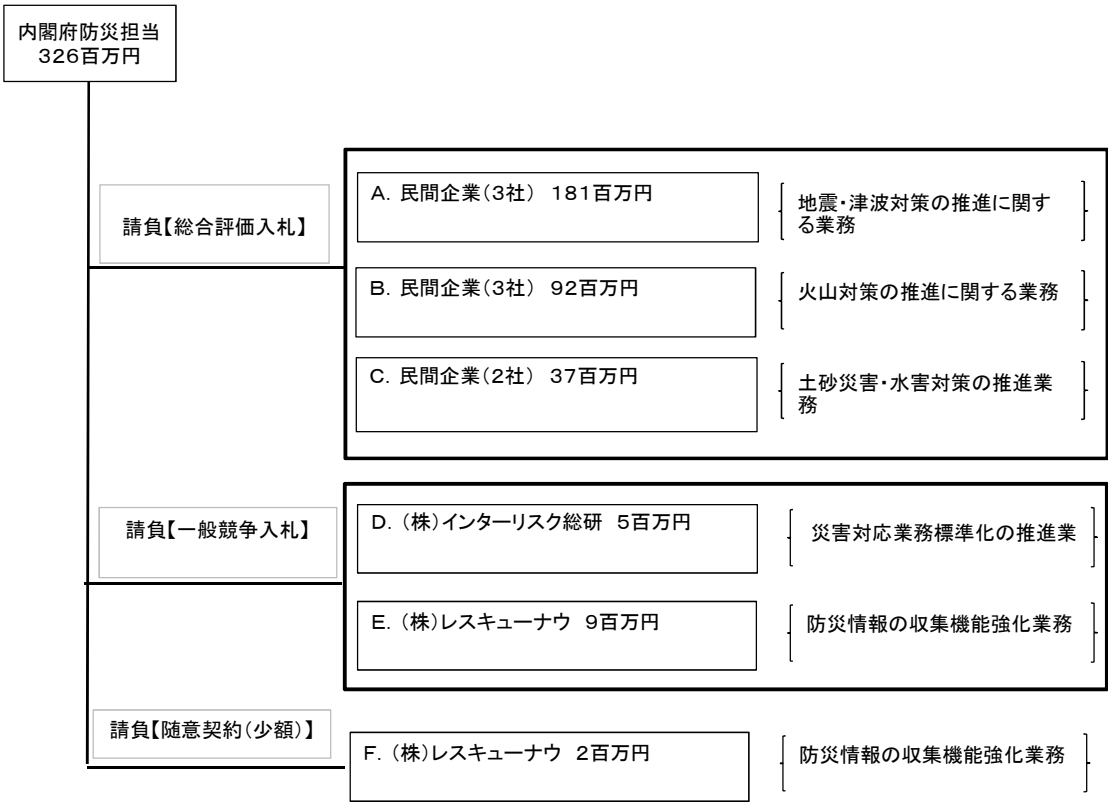 内閣府防災担当
326百万円
請負【総合評価入札】
A．民間企業（3社）　181百万円
地震・津波対策の推進に関す
る業務
B．民間企業（3社）　92百万円
火山対策の推進に関する業務
C．民間企業（2社）　37百万円
土砂災害・水害対策の推進業
務
請負【一般競争入札】
D．（株）インターリスク総研　5百万円
災害対応業務標準化の推進業
E．（株）レスキューナウ　9百万円
防災情報の収集機能強化業務
請負【随意契約（少額）】
F．（株）レスキューナウ　2百万円
防災情報の収集機能強化業務